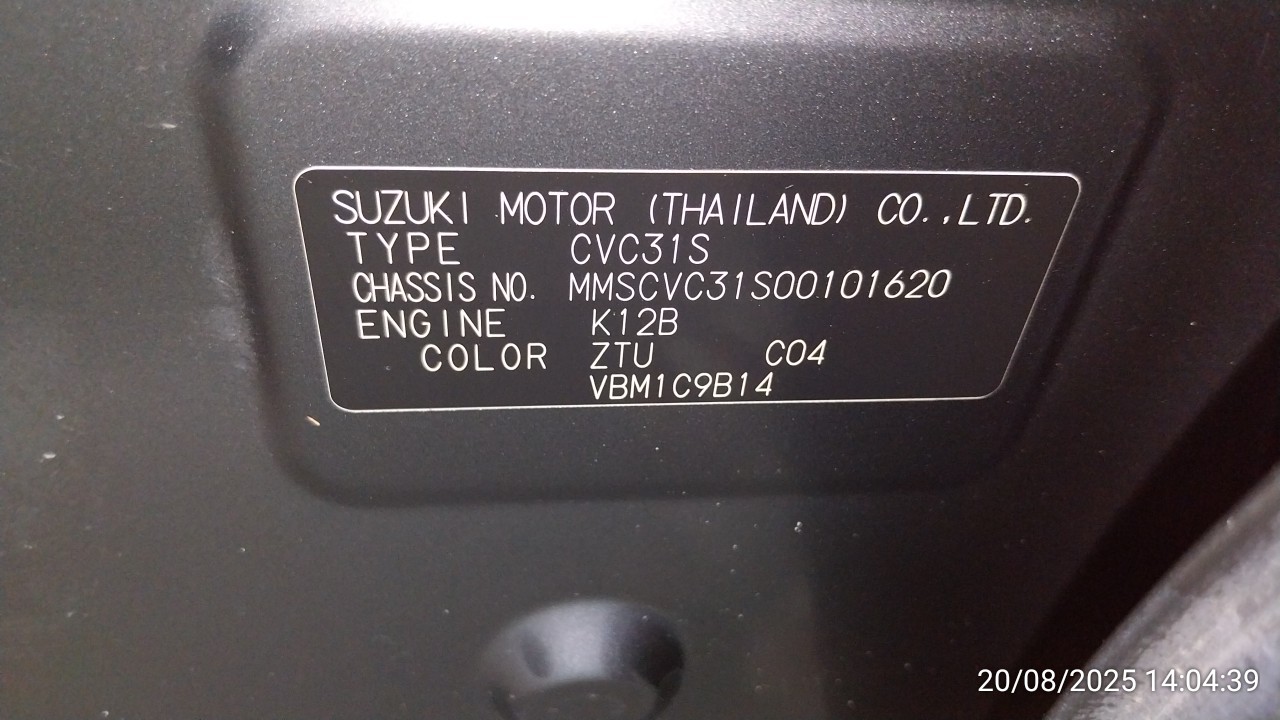 SUZUKI MOTOR (THAILAND) CO.,LTD.
TYPE CVC31S
CHASSIS NO. MMSCVC31S00101620
ENGINE K12B
COLOR ZTU C04
VBM1C9B14
20/08/2025 14:04:39